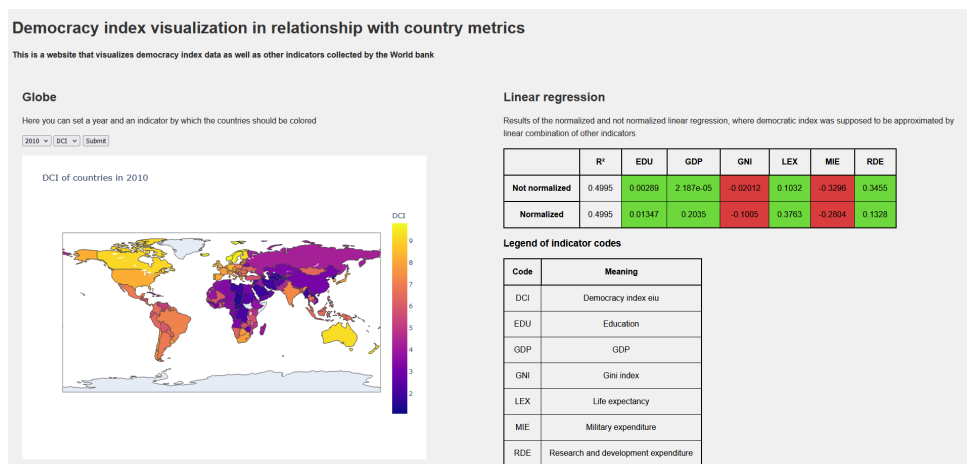 Democracy index visualization in relationship with country metrics
This is a website that visualizes democracy index data as well as other indicators collected by the World bank
Globe
Here you can set a year and an indicator by which the countries should be colored
2010 DCI Submit
DCI of countries in 2010
DCI
9
8
7
6
5
4
3
2
Linear regression
Results of the normalized and not normalized linear regression, where democratic index was supposed to be approximated by
linear combination of other indicators
R² EDU GDP GNI LEX MIE RDE
Not normalized 0.4995 0.00289 2.187e-05 -0.02012 0.1032 -0.3296 0.3455
Normalized 0.4995 0.01347 0.2035 -0.1005 0.3763 -0.2804 0.1328
Legend of indicator codes
Code Meaning
DCI Democracy index eiu
EDU Education
GDP GDP
GNI Gini index
LEX Life expectancy
MIE Military expenditure
RDE Research and development expenditure